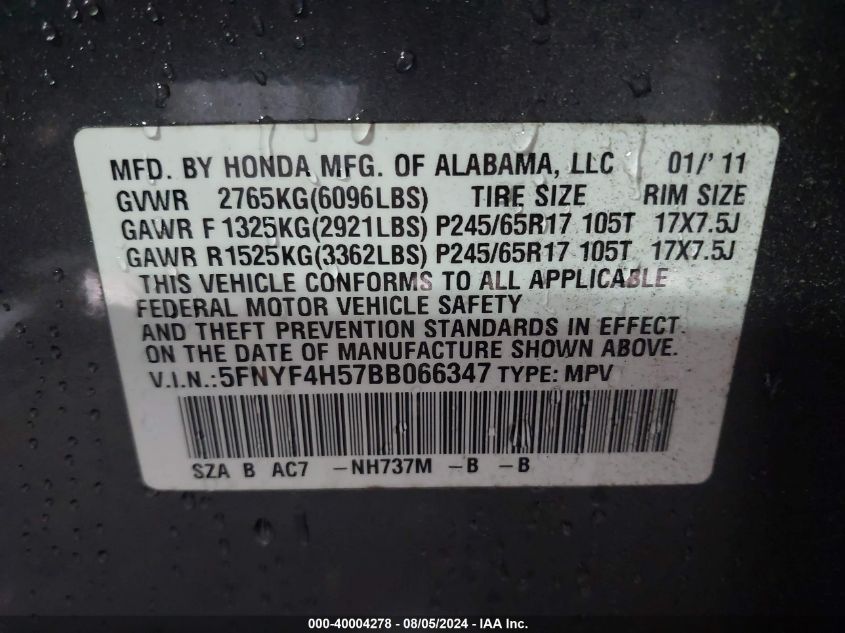 MFD. BY HONDA MFG. OF ALABAMA, LLC 01/'11
GVWR 2765KG(6096LBS) TIRE SIZE RIM SIZE
GAWR F 1325KG(2921LBS) P245/65R17 105T 17X7.5J
GAWR R 1525KG(3362LBS) P245/65R17 105T 17X7.5J
THIS VEHICLE CONFORMS TO ALL APPLICABLE
FEDERAL MOTOR VEHICLE SAFETY
AND THEFT PREVENTION STANDARDS IN EFFECT
ON THE DATE OF MANUFACTURE SHOWN ABOVE.
V.I.N.:5FNYF4H57BB066347 TYPE: MPV
SZA B AC7 -NH737M -B -B
000-40004278 - 08/05/2024 - IAA Inc.